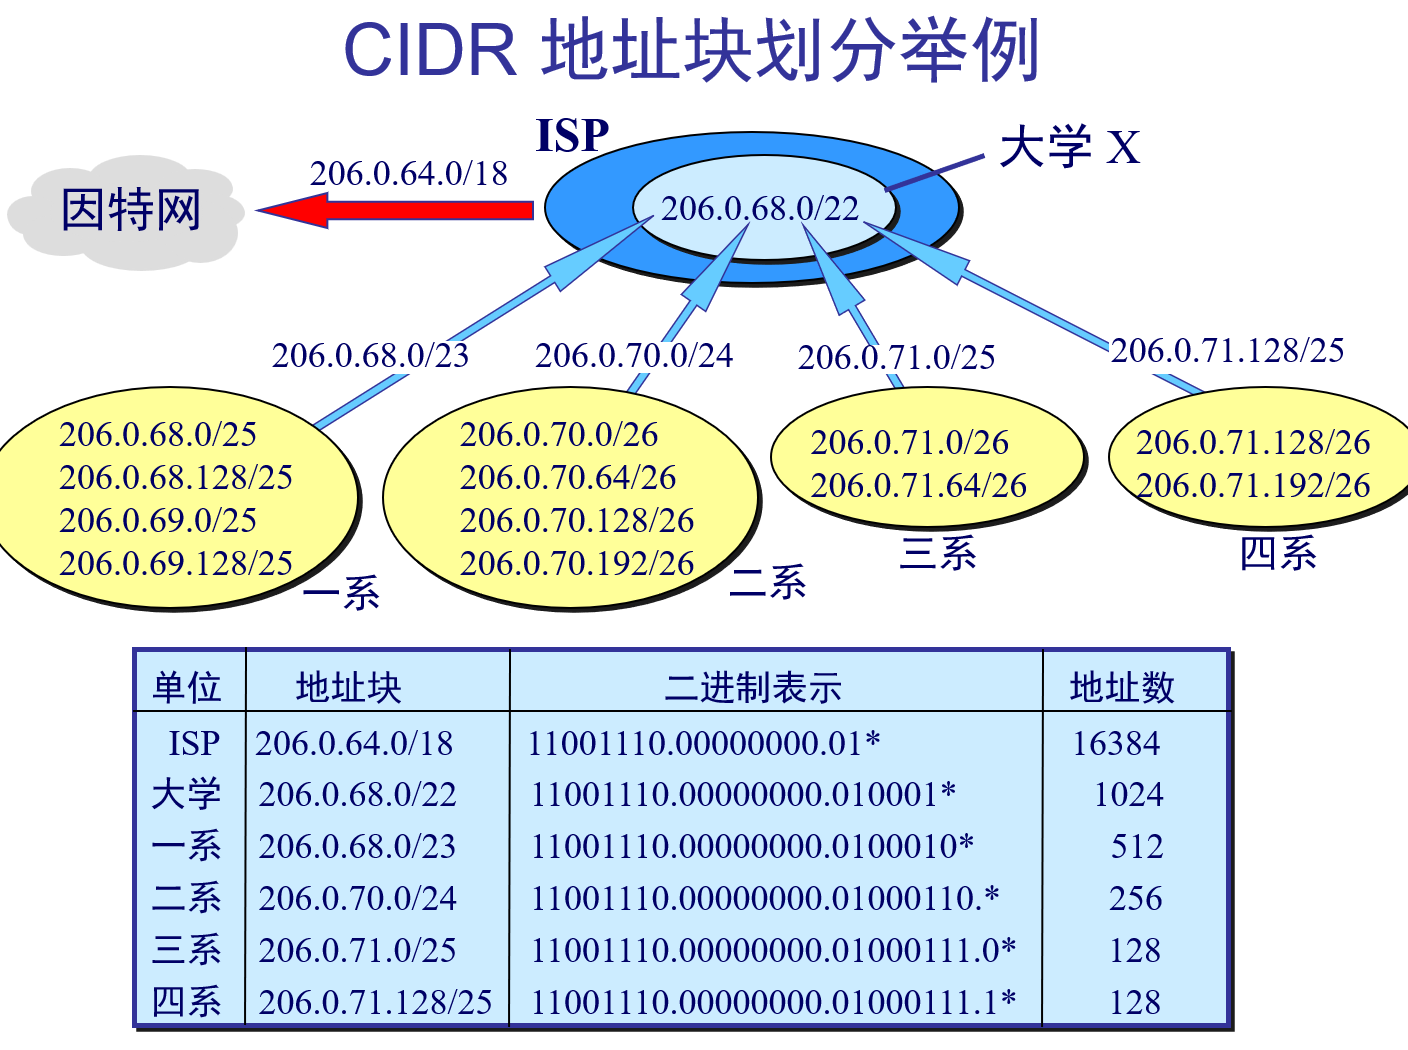 CIDR 地址块划分举例
ISP
大学 X
206.0.64.0/18
因特网
206.0.68.0/22
206.0.68.0/23
206.0.70.0/24
206.0.71.0/25
206.0.71.128/25
206.0.68.0/25
206.0.68.128/25
206.0.69.0/25
206.0.69.128/25
一系
206.0.70.0/26
206.0.70.64/26
206.0.70.128/26
206.0.70.192/26
二系
206.0.71.0/26
206.0.71.64/26
三系
206.0.71.128/26
206.0.71.192/26
四系
单位 地址块 二进制表示 地址数
ISP 206.0.64.0/18 11001110.00000000.01* 16384
大学 206.0.68.0/22 11001110.00000000.010001* 1024
一系 206.0.68.0/23 11001110.00000000.0100010* 512
二系 206.0.70.0/24 11001110.00000000.01000110.* 256
三系 206.0.71.0/25 11001110.00000000.01000111.0* 128
四系 206.0.71.128/25 11001110.00000000.01000111.1* 128